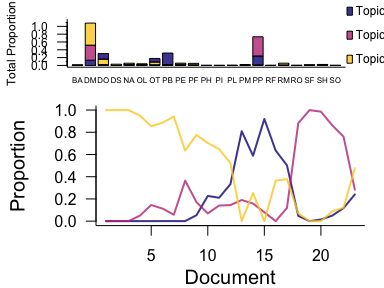 Total Proportion
1.0
0.8
0.6
0.4
0.2
0.0
BA DM DO DS NA OL OT PB PE PF PH PI PL PM PP RF RM RO SF SH SO
Topic
Topic
Topic
Proportion
1.0
0.8
0.6
0.4
0.2
0.0
5 10 15 20
Document